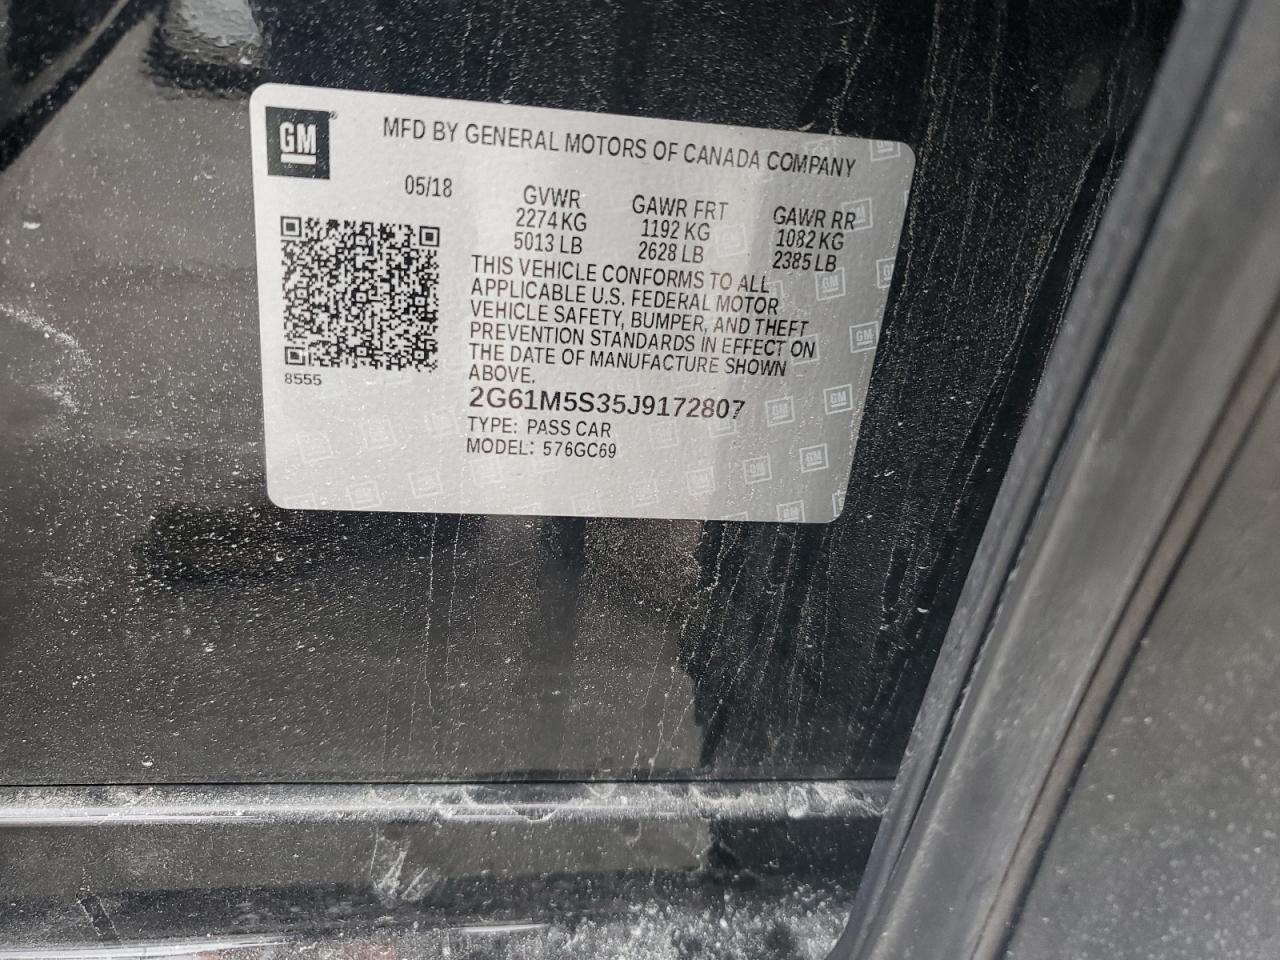 GM
MFD BY GENERAL MOTORS OF CANADA COMPANY
05/18
GVWR
2274 KG
5013 LB
GAWR FRT
1192 KG
2628 LB
GAWR RR
1082 KG
2385 LB
THIS VEHICLE CONFORMS TO ALL
APPLICABLE U.S. FEDERAL MOTOR
VEHICLE SAFETY, BUMPER, AND THEFT
PREVENTION STANDARDS IN EFFECT ON
THE DATE OF MANUFACTURE SHOWN
ABOVE.
8555
2G61M5S35J9172807
TYPE: PASS CAR
MODEL: 576GC69